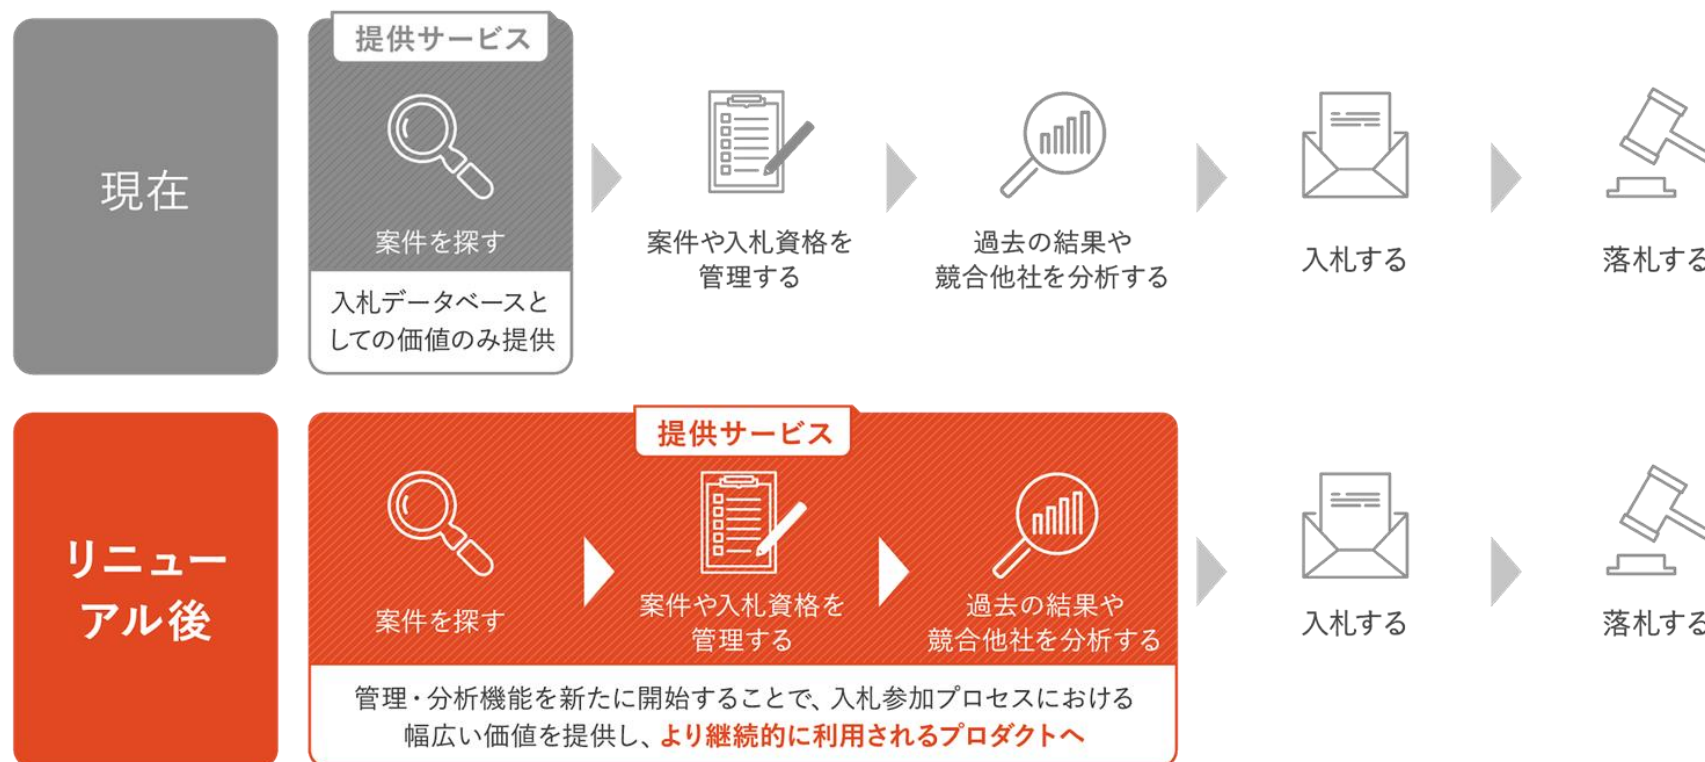 提供サービス
現在
案件を探す
入札データベースと
しての価値のみ提供
案件や入札資格を
管理する
過去の結果や
競合他社を分析する
入札する
落札する
リニュー
アル後
提供サービス
案件を探す
案件や入札資格を
管理する
過去の結果や
競合他社を分析する
管理・分析機能を新たに開始することで、入札参加プロセスにおける
幅広い価値を提供し、より継続的に利用されるプロダクトへ
入札する
落札する